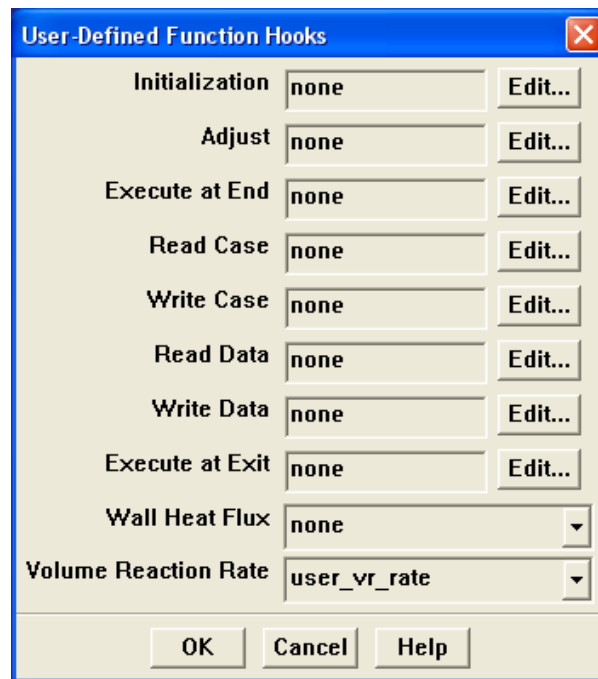 User-Defined Function Hooks
Initialization none Edit...
Adjust none Edit...
Execute at End none Edit...
Read Case none Edit...
Write Case none Edit...
Read Data none Edit...
Write Data none Edit...
Execute at Exit none Edit...
Wall Heat Flux none
Volume Reaction Rate user_vr_rate
OK Cancel Help